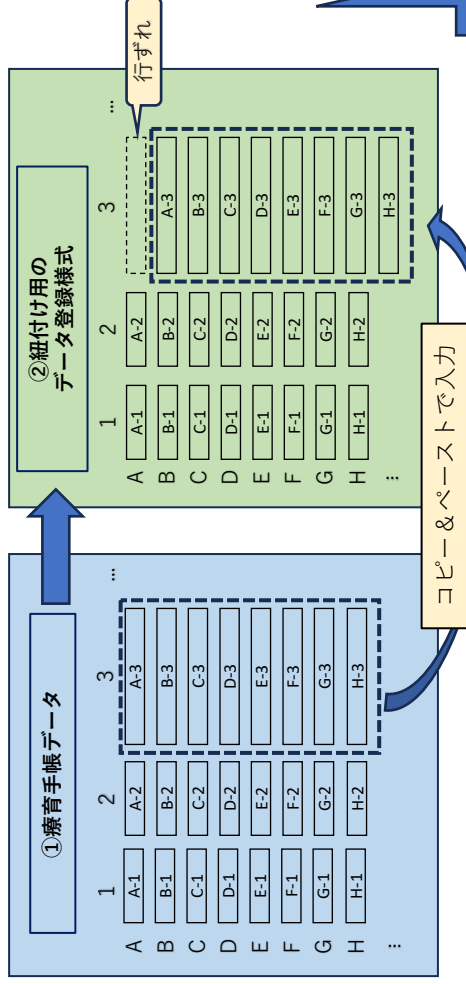 ①療育手帳データ
1 2 3 …
A A-1 A-2 A-3
B B-1 B-2 B-3
C C-1 C-2 C-3
D D-1 D-2 D-3
E E-1 E-2 E-3
F F-1 F-2 F-3
G G-1 G-2 G-3
H H-1 H-2 H-3
…
②紐付け用の
データ登録様式
1 2 3 …
A A-1 A-2
行ずれ
B B-1 B-2 A-3
C C-1 C-2 B-3
D D-1 D-2 C-3
E E-1 E-2 D-3
F F-1 F-2 E-3
G G-1 G-2 F-3
H H-1 H-2 G-3
… H-3
コピー＆ペーストで入力